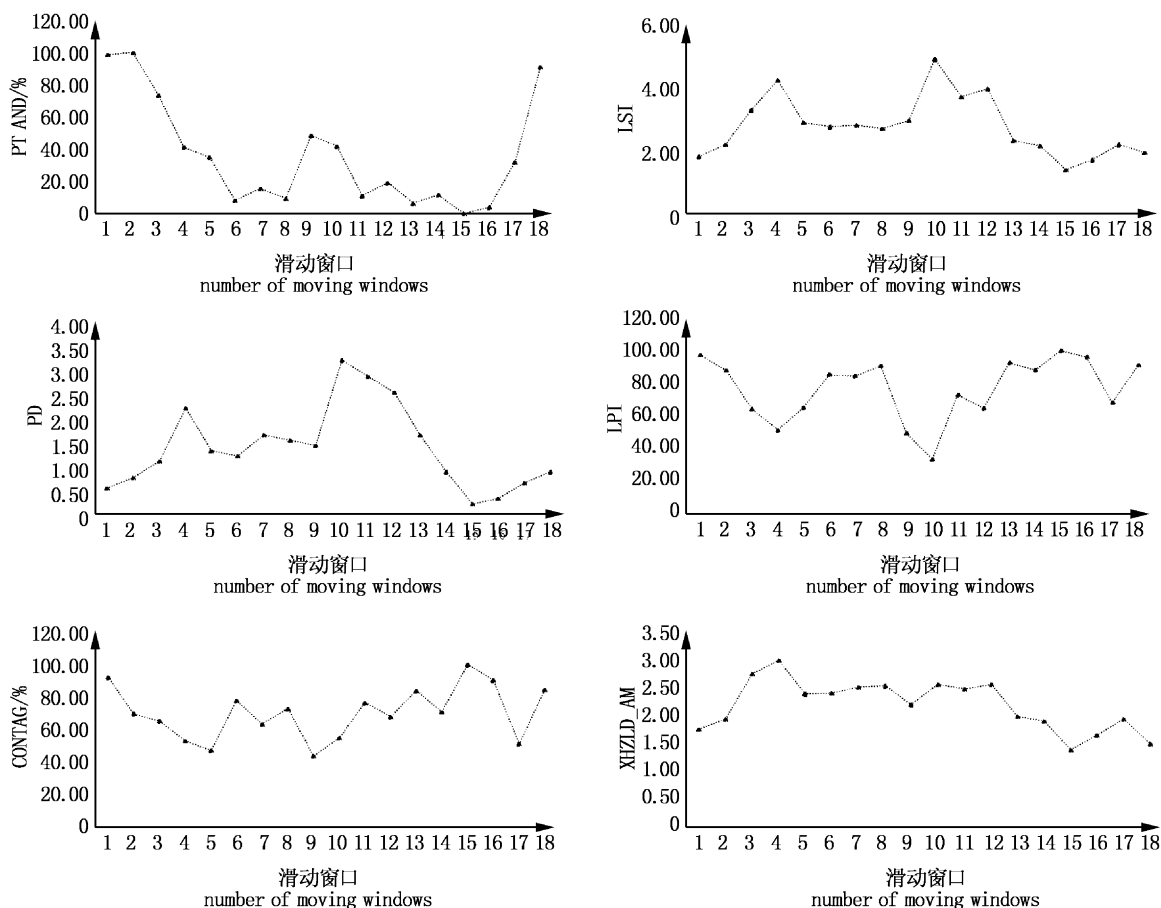 120.00
100.00
80.00
60.00
40.00
20.00
0
PT AND/%
1 2 3 4 5 6 7 8 9 10 11 12 13 14 15 16 17 18
滑动窗口
number of moving windows
6.00
4.00
2.00
0
LSI
1 2 3 4 5 6 7 8 9 10 11 12 13 14 15 16 17 18
滑动窗口
number of moving windows
4.00
3.50
3.00
2.50
2.00
1.50
1.00
0.50
0
PD
1 2 3 4 5 6 7 8 9 10 11 12 13 14 15 16 17 18
滑动窗口
number of moving windows
120.00
100.00
80.00
60.00
40.00
20.00
0
LPI
1 2 3 4 5 6 7 8 9 10 11 12 13 14 15 16 17 18
滑动窗口
number of moving windows
120.00
100.00
80.00
60.00
40.00
20.00
0
CONTAG/%
1 2 3 4 5 6 7 8 9 10 11 12 13 14 15 16 17 18
滑动窗口
number of moving windows
3.50
3.00
2.50
2.00
1.50
1.00
0.50
0
XHZLD_AM
1 2 3 4 5 6 7 8 9 10 11 12 13 14 15 16 17 18
滑动窗口
number of moving windows